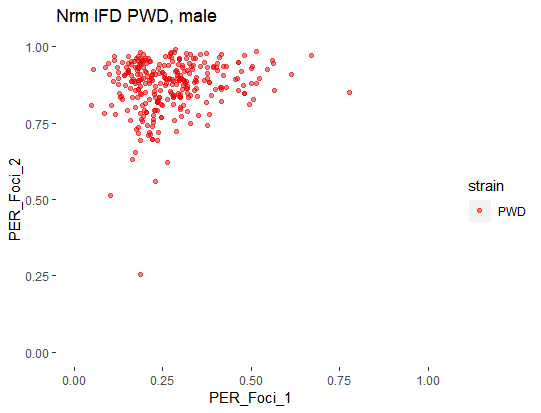 Nrm IFD PWD, male
1.00
0.75
0.50
0.25
0.00
PER_Foci_2
0.00 0.25 0.50 0.75 1.00
PER_Foci_1
strain
PWD